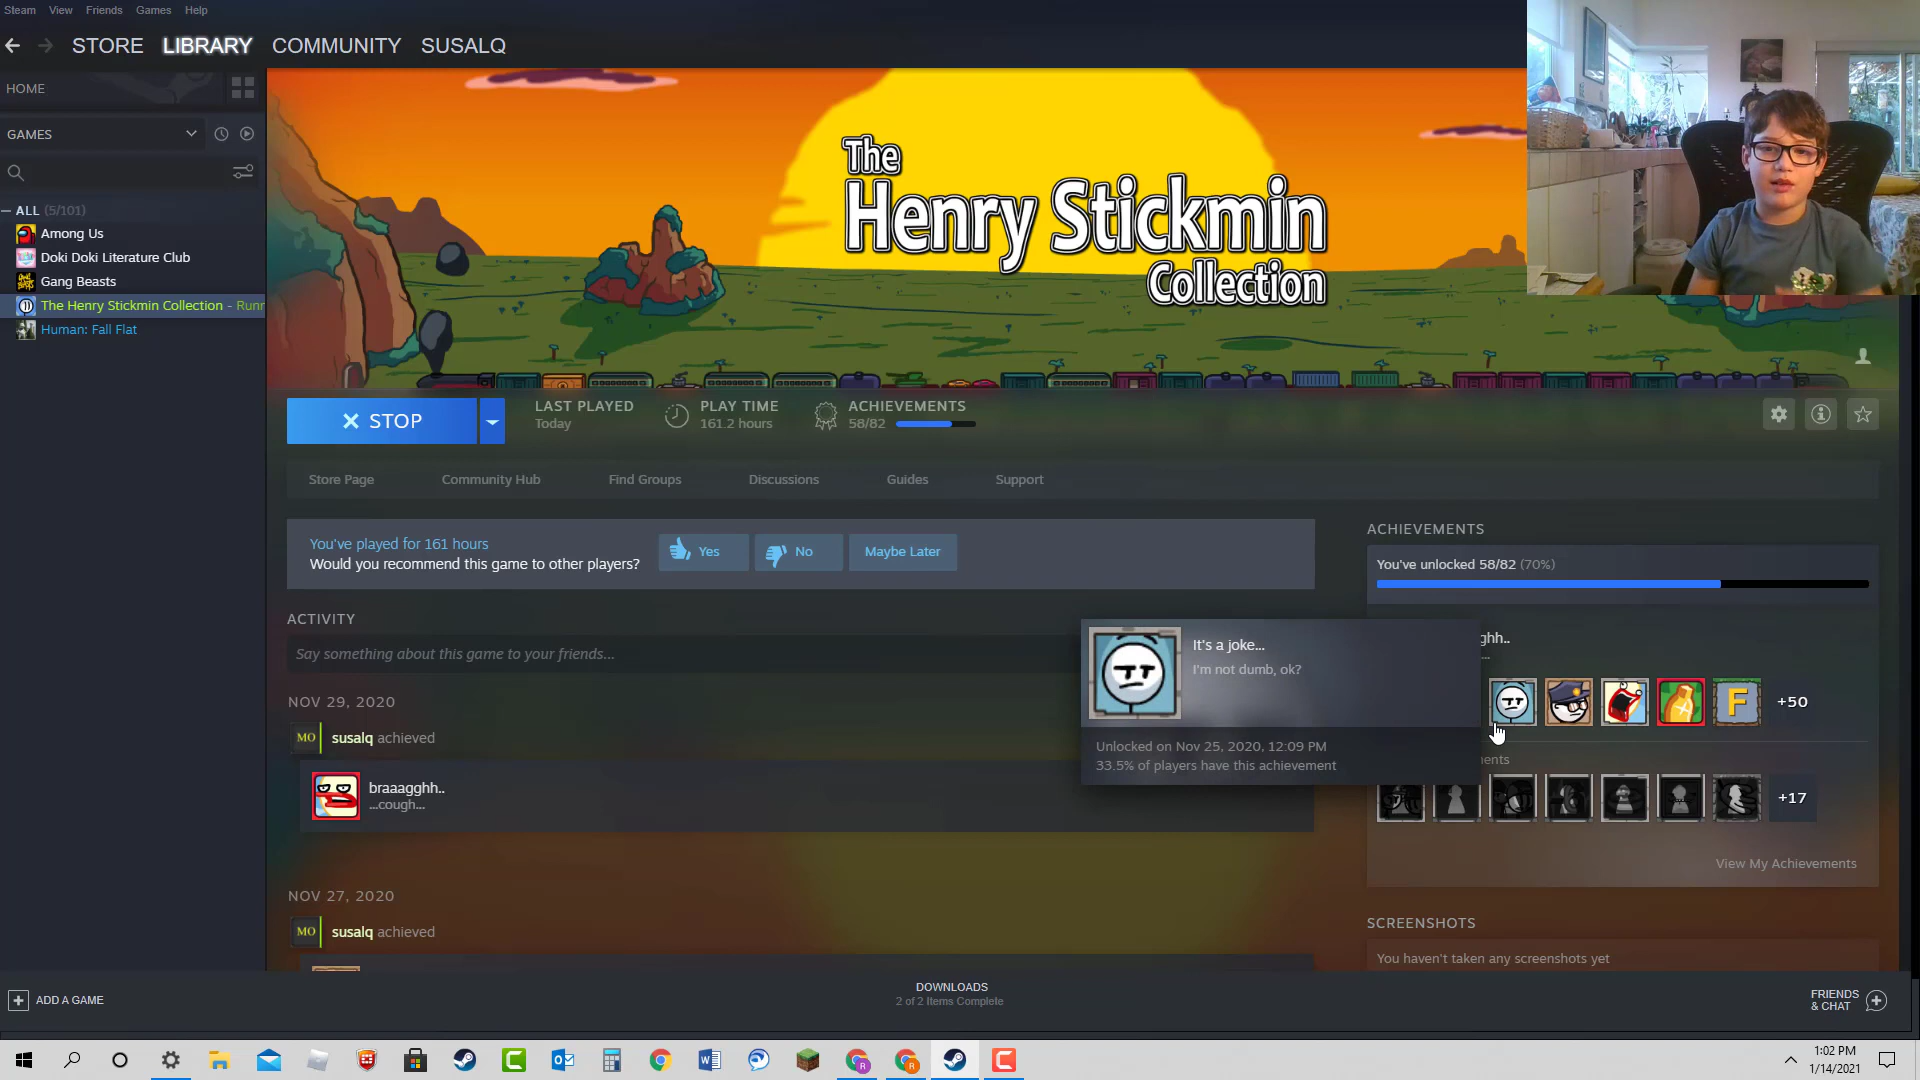 Steam View Friends Games Help
STORE LIBRARY COMMUNITY SUSALQ
HOME
GAMES
ALL (5/101)
Among Us
Doki Doki Literature Club
Gang Beasts
The Henry Stickmin Collection - Runr
Human: Fall Flat
The
Henry Stickmin
Collection
STOP
LAST PLAYED
Today
PLAY TIME
161.2 hours
ACHIEVEMENTS
58/82
Store Page Community Hub Find Groups Discussions Guides Support
You've played for 161 hours
Would you recommend this game to other players?
Yes
No
Maybe Later
ACTIVITY
Say something about this game to your friends...
NOV 29, 2020
MO susalq achieved
braaagghh..
...cough...
NOV 27, 2020
MO susalq achieved
ACHIEVEMENTS
You've unlocked 58/82 (70%)
ghh..
...
It's a joke...
I'm not dumb, ok?
Unlocked on Nov 25, 2020, 12:09 PM
33.5% of players have this achievement
F
+50
nents
+17
View My Achievements
SCREENSHOTS
You haven't taken any screenshots yet
ADD A GAME
DOWNLOADS
2 of 2 Items Complete
FRIENDS
& CHAT
1:02 PM
1/14/2021